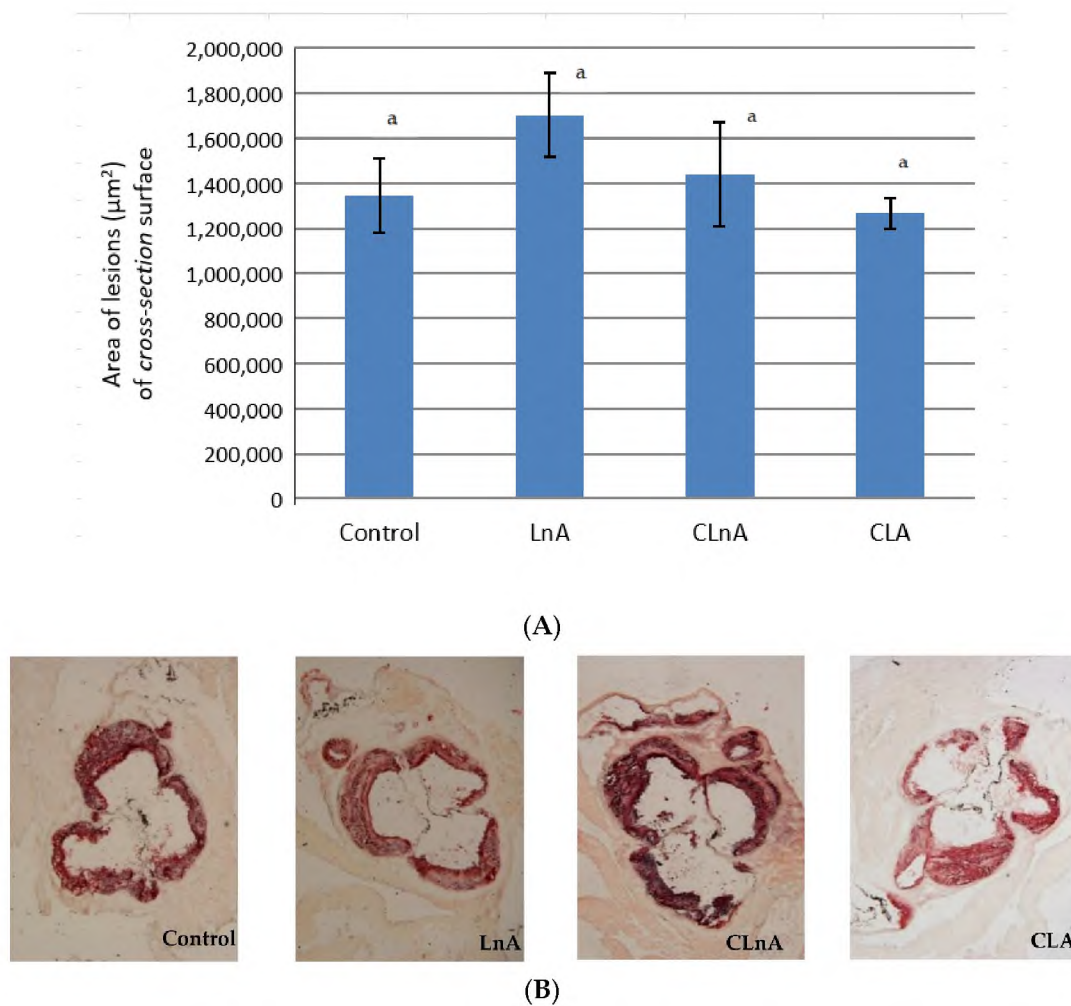 2,000,000
1,800,000
1,600,000
1,400,000
1,200,000
1,000,000
800,000
600,000
400,000
200,000
0
Area of lesions (µm²)
of cross-section surface
a
a
a
a
Control
LnA
CLnA
CLA
(A)
Control
LnA
CLnA
CLA
(B)